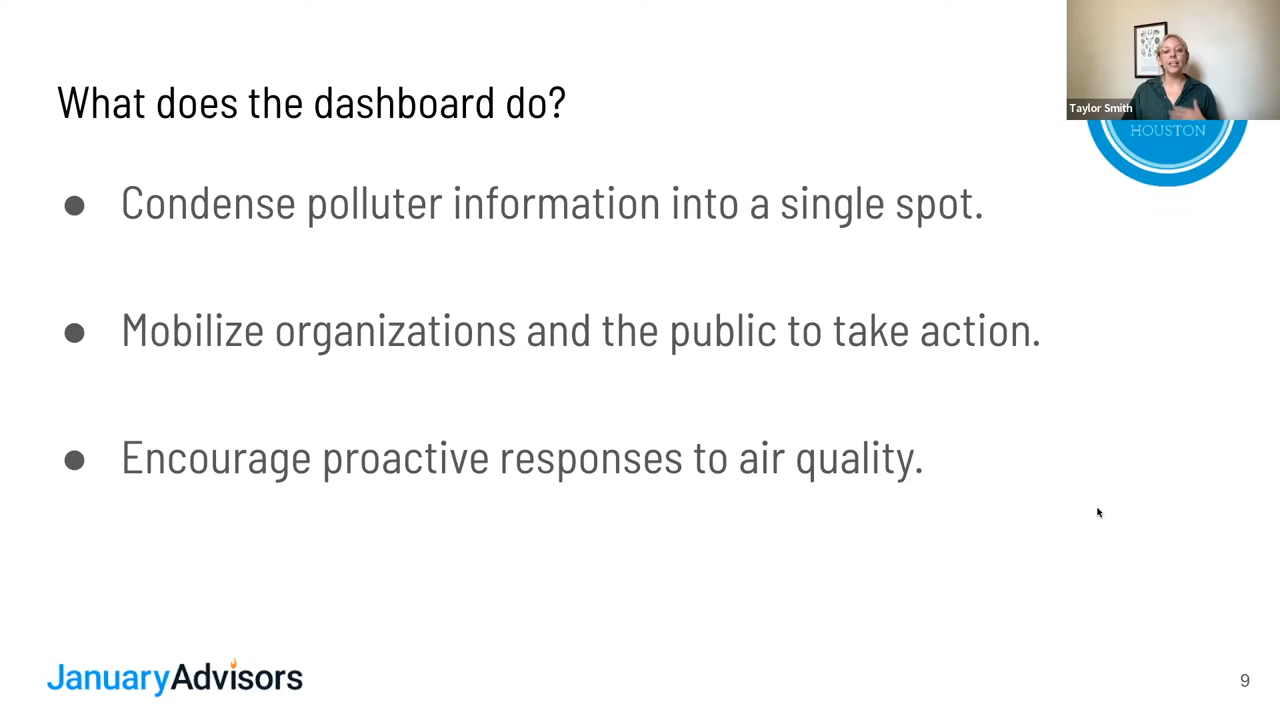 What does the dashboard do?
Taylor Smith
HOUSTON
● Condense polluter information into a single spot.
● Mobilize organizations and the public to take action.
● Encourage proactive responses to air quality.
JanuaryAdvisors
9